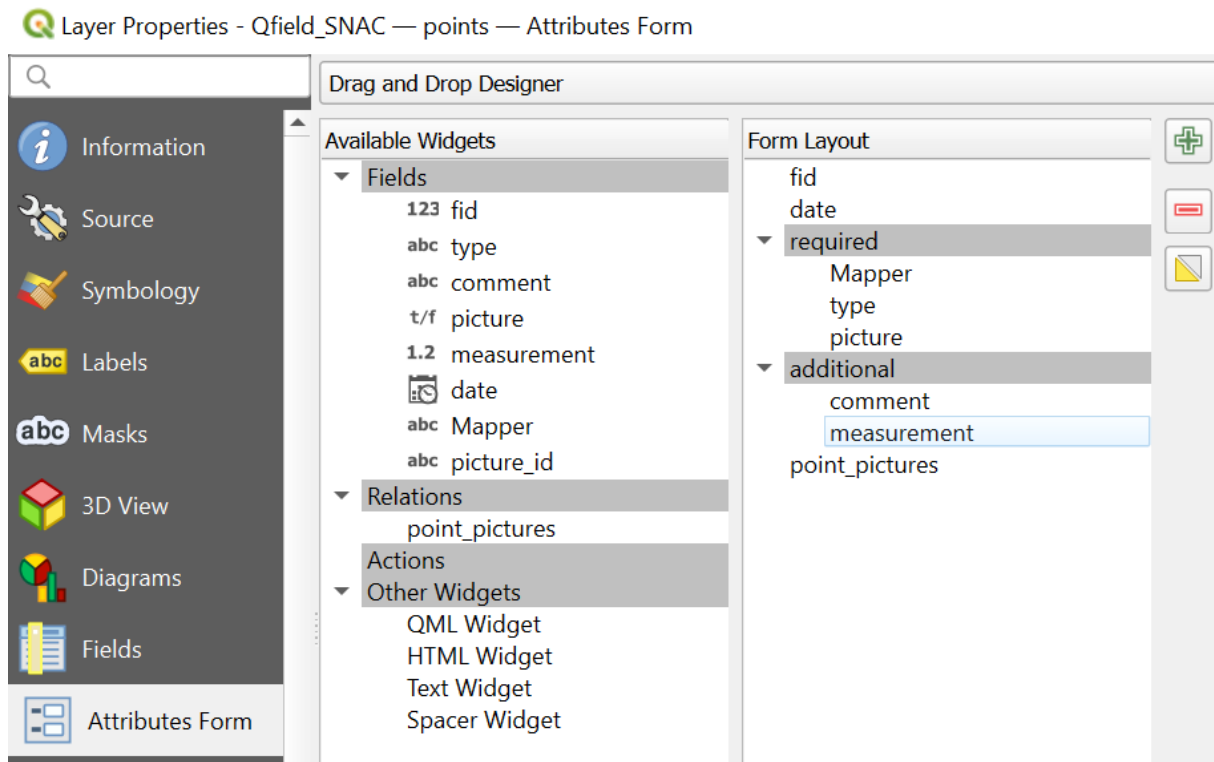 Layer Properties - Qfield_SNAC — points — Attributes Form
Drag and Drop Designer
Information
Source
Symbology
abc Labels
abc Masks
3D View
Diagrams
Fields
Attributes Form
Available Widgets
Fields
123 fid
abc type
abc comment
t/f picture
1.2 measurement
date
abc Mapper
abc picture_id
Relations
point_pictures
Actions
Other Widgets
QML Widget
HTML Widget
Text Widget
Spacer Widget
Form Layout
fid
date
required
Mapper
type
picture
additional
comment
measurement
point_pictures